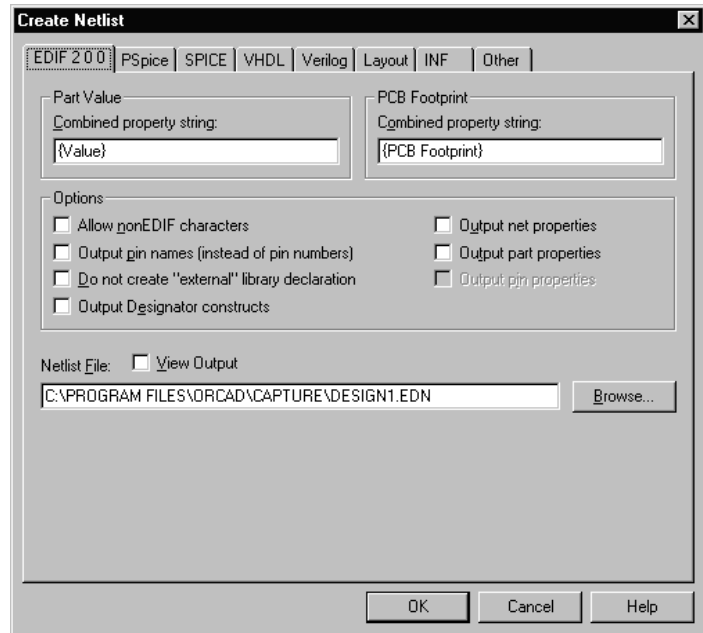 Create Netlist
EDIF 2 0 0 PSpice SPICE VHDL Verilog Layout INF Other
Part Value
Combined property string:
{Value}
PCB Footprint
Combined property string:
{PCB Footprint}
Options
Allow nonEDIF characters
Output pin names (instead of pin numbers)
Do not create "external" library declaration
Output Designator constructs
Output net properties
Output part properties
Output pin properties
Netlist File: View Output
C:\PROGRAM FILES\ORCAD\CAPTURE\DESIGN1.EDN Browse...
OK Cancel Help